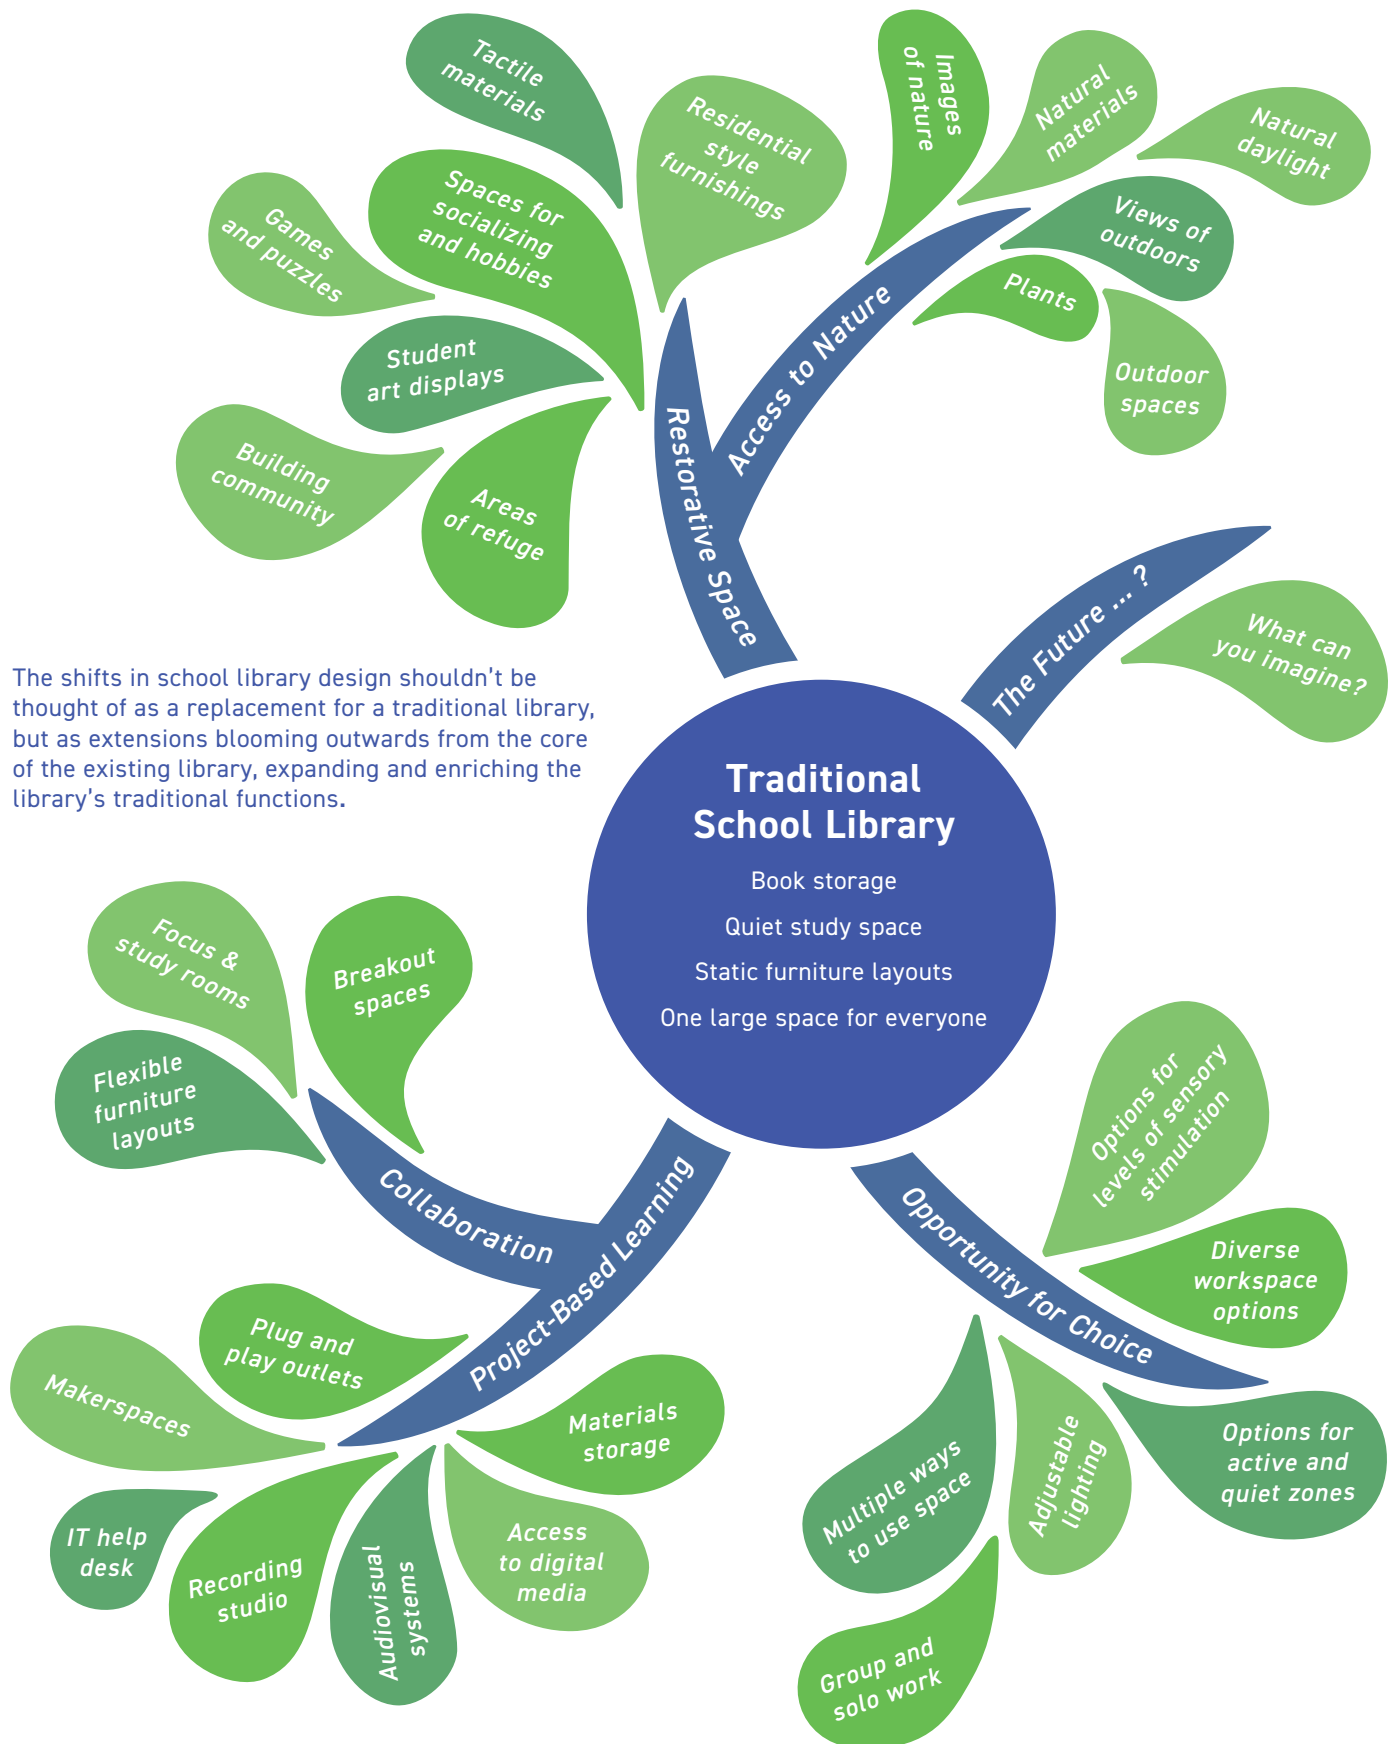 Tactile
materials
Residential
style
furnishings
Spaces for
socializing
and hobbies
Games
and puzzles
Student
art displays
Building
community
Areas
of refuge
Restorative Space
Images
of nature
Natural
materials
Natural
daylight
Views of
outdoors
Plants
Outdoor
spaces
Access to Nature
The Future ... ?
What can
you imagine?
The shifts in school library design shouldn't be
thought of as a replacement for a traditional library,
but as extensions blooming outwards from the core
of the existing library, expanding and enriching the
library's traditional functions.
Traditional
School Library
Book storage
Quiet study space
Static furniture layouts
One large space for everyone
Focus &
study rooms
Breakout
spaces
Flexible
furniture
layouts
Collaboration
Project-Based Learning
Plug and
play outlets
Makerspaces
IT help
desk
Recording
studio
Audiovisual
systems
Access
to digital
media
Materials
storage
Opportunity for Choice
Options for
levels of sensory
stimulation
Diverse
workspace
options
Options for
active and
quiet zones
Adjustable
lighting
Multiple ways
to use space
Group and
solo work